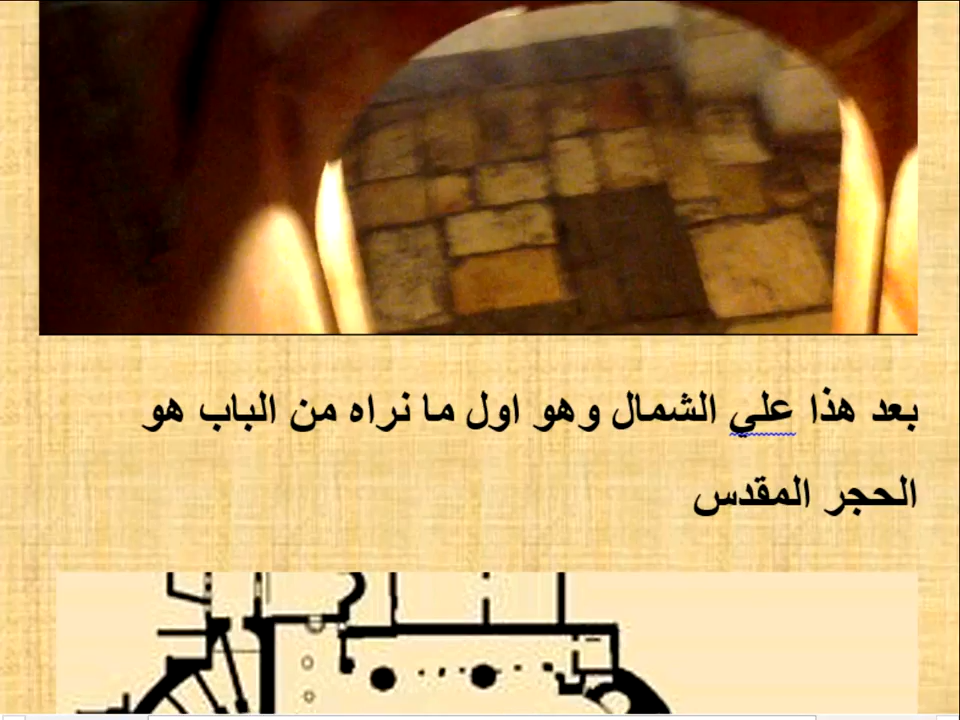 بعد هذا علي الشمال وهو اول ما نراه من الباب هو
الحجر المقدس